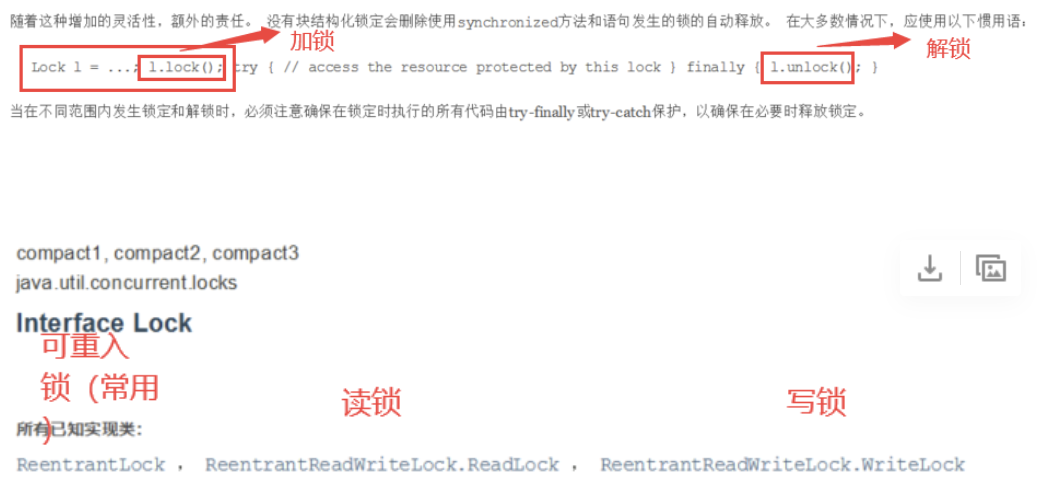 随着这种增加的灵活性，额外的责任。 没有块结构化锁定会删除使用synchronized方法和语句发生的锁的自动释放。 在大多数情况下，应使用以下惯用语：
加锁
解锁
Lock l = ...; l.lock(); try { // access the resource protected by this lock } finally { l.unlock(); }
当在不同范围内发生锁定和解锁时，必须注意确保在锁定时执行的所有代码由try-finally或try-catch保护，以确保在必要时释放锁定。
compact1, compact2, compact3
java.util.concurrent.locks
Interface Lock
可重入
锁（常用
）
读锁
写锁
所有已知实现类：
ReentrantLock ， ReentrantReadWriteLock.ReadLock ， ReentrantReadWriteLock.WriteLock